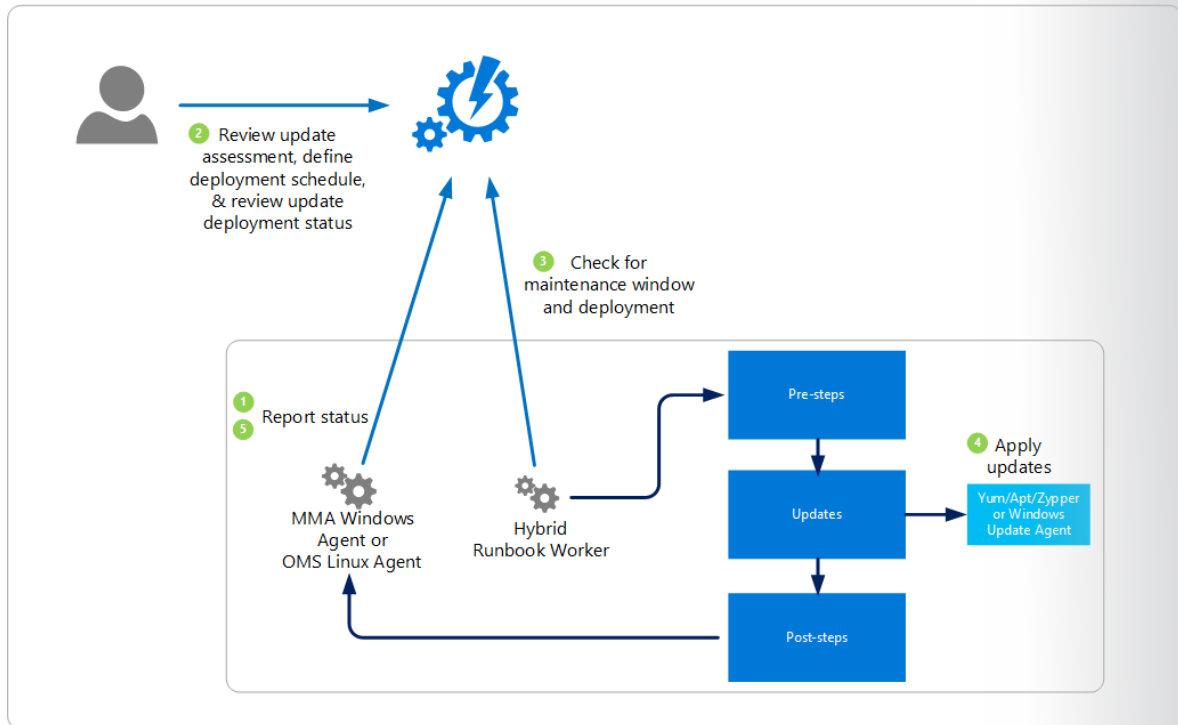 2 Review update
assessment, define
deployment schedule,
& review update
deployment status
3 Check for
maintenance window
and deployment
1
5
Report status
MMA Windows
Agent or
OMS Linux Agent
Hybrid
Runbook Worker
Pre-steps
Updates
Post-steps
4 Apply
updates
Yum/Apt/Zypper
or Windows
Update Agent